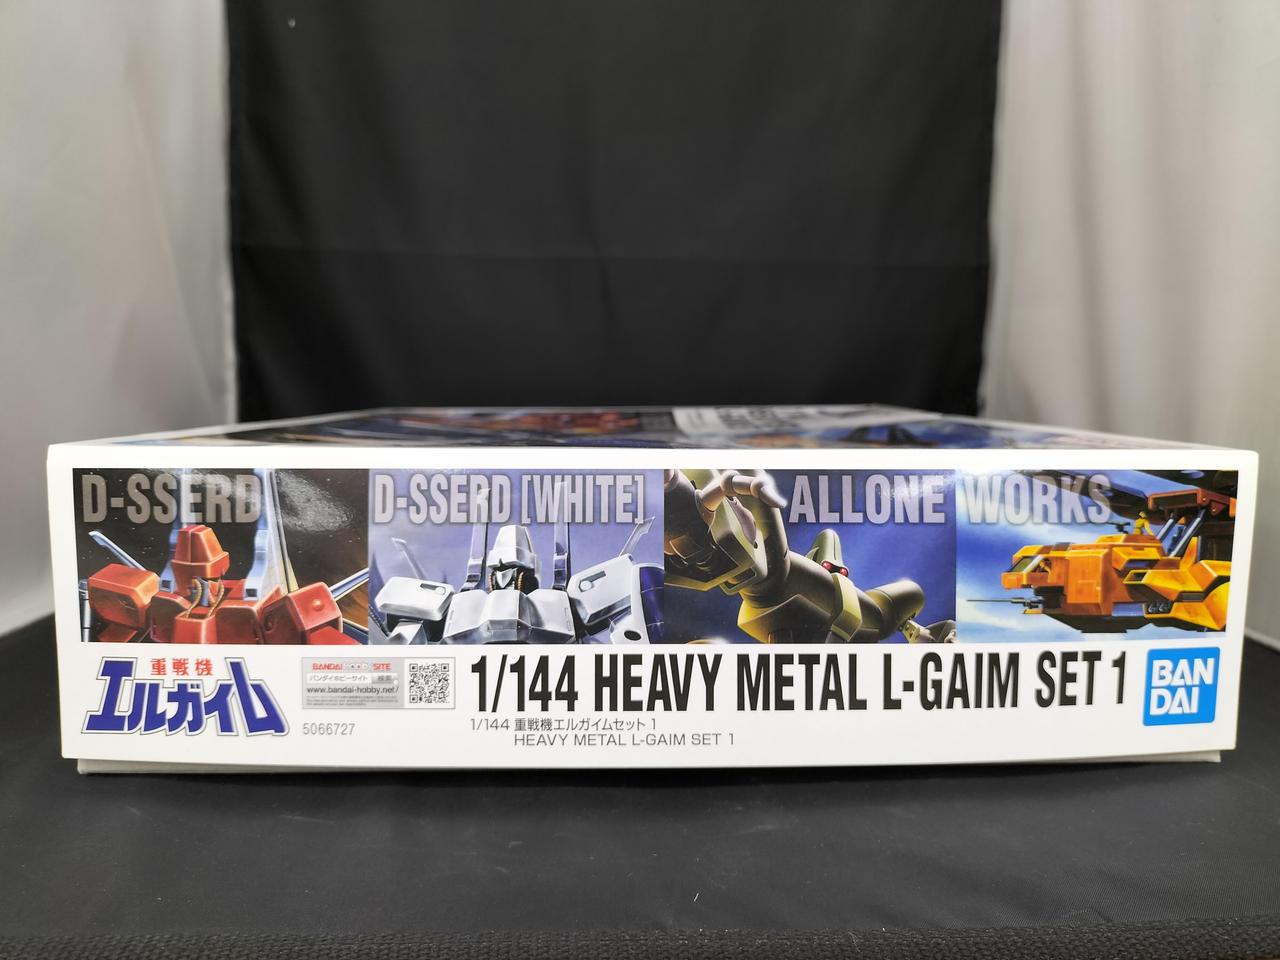 D-SSERD
D-SSERD [WHITE]
ALLONE
WORKS
重戦機
エルガイム
BANDAI HOBBY SITE
バンダイホビーサイト 検索
www.bandai-hobby.net/
5066727
1/144 HEAVY METAL L-GAIM SET 1
1/144 重戦機エルガイムセット 1
HEAVY METAL L-GAIM SET 1
BAN
DAI